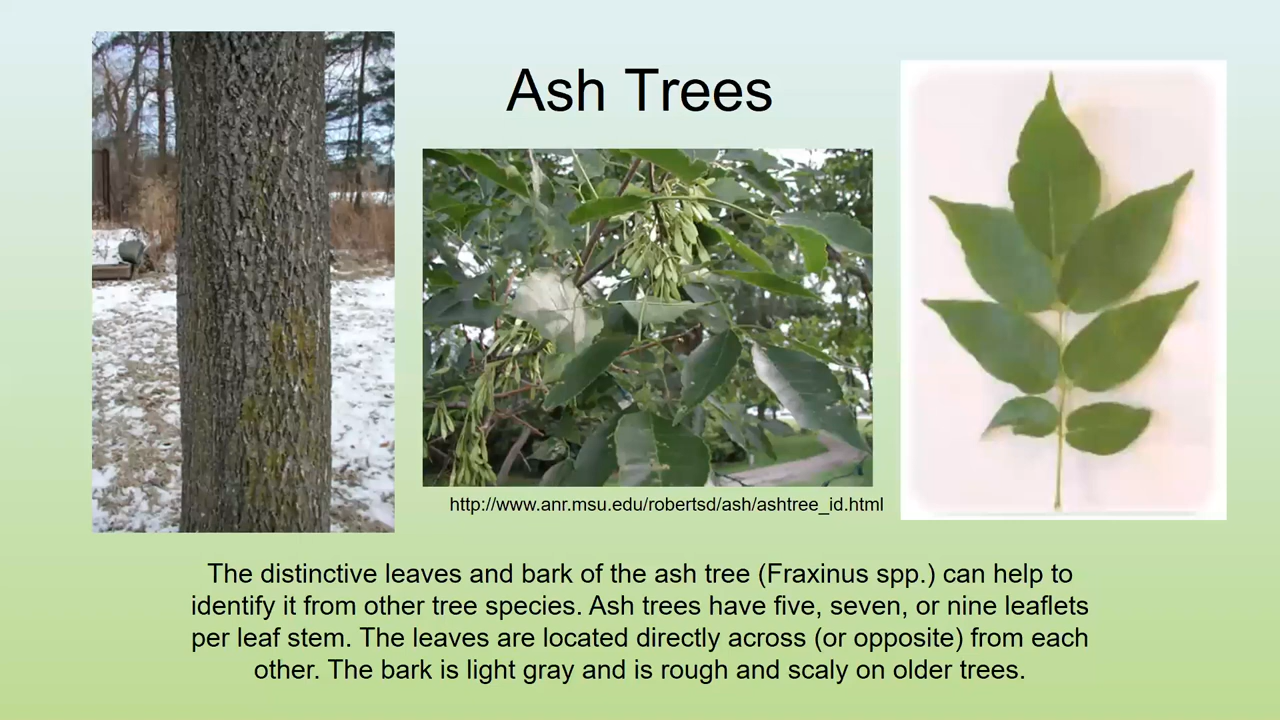 Ash Trees
http://www.anr.msu.edu/robertsd/ash/ashtree_id.html
The distinctive leaves and bark of the ash tree (Fraxinus spp.) can help to
identify it from other tree species. Ash trees have five, seven, or nine leaflets
per leaf stem. The leaves are located directly across (or opposite) from each
other. The bark is light gray and is rough and scaly on older trees.